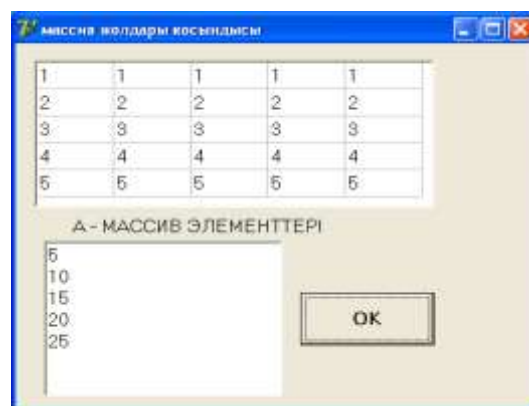 массив жолдары косындысы
1 1 1 1 1
2 2 2 2 2
3 3 3 3 3
4 4 4 4 4
5 5 5 5 5
А - МАССИВ ЭЛЕМЕНТТЕРІ
5
10
15
20
25
OK